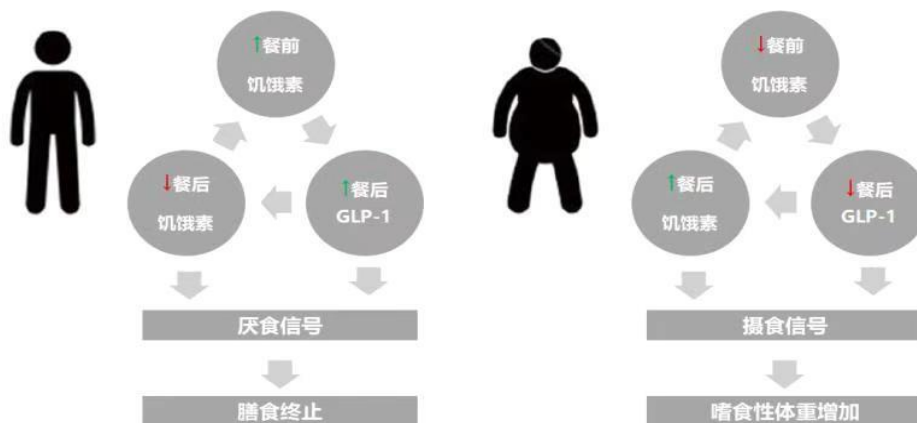 ↑餐前
饥饿素
↓餐后
饥饿素
↑餐后
GLP-1
厌食信号
膳食终止
↓餐前
饥饿素
↑餐后
饥饿素
↓餐后
GLP-1
摄食信号
嗜食性体重增加